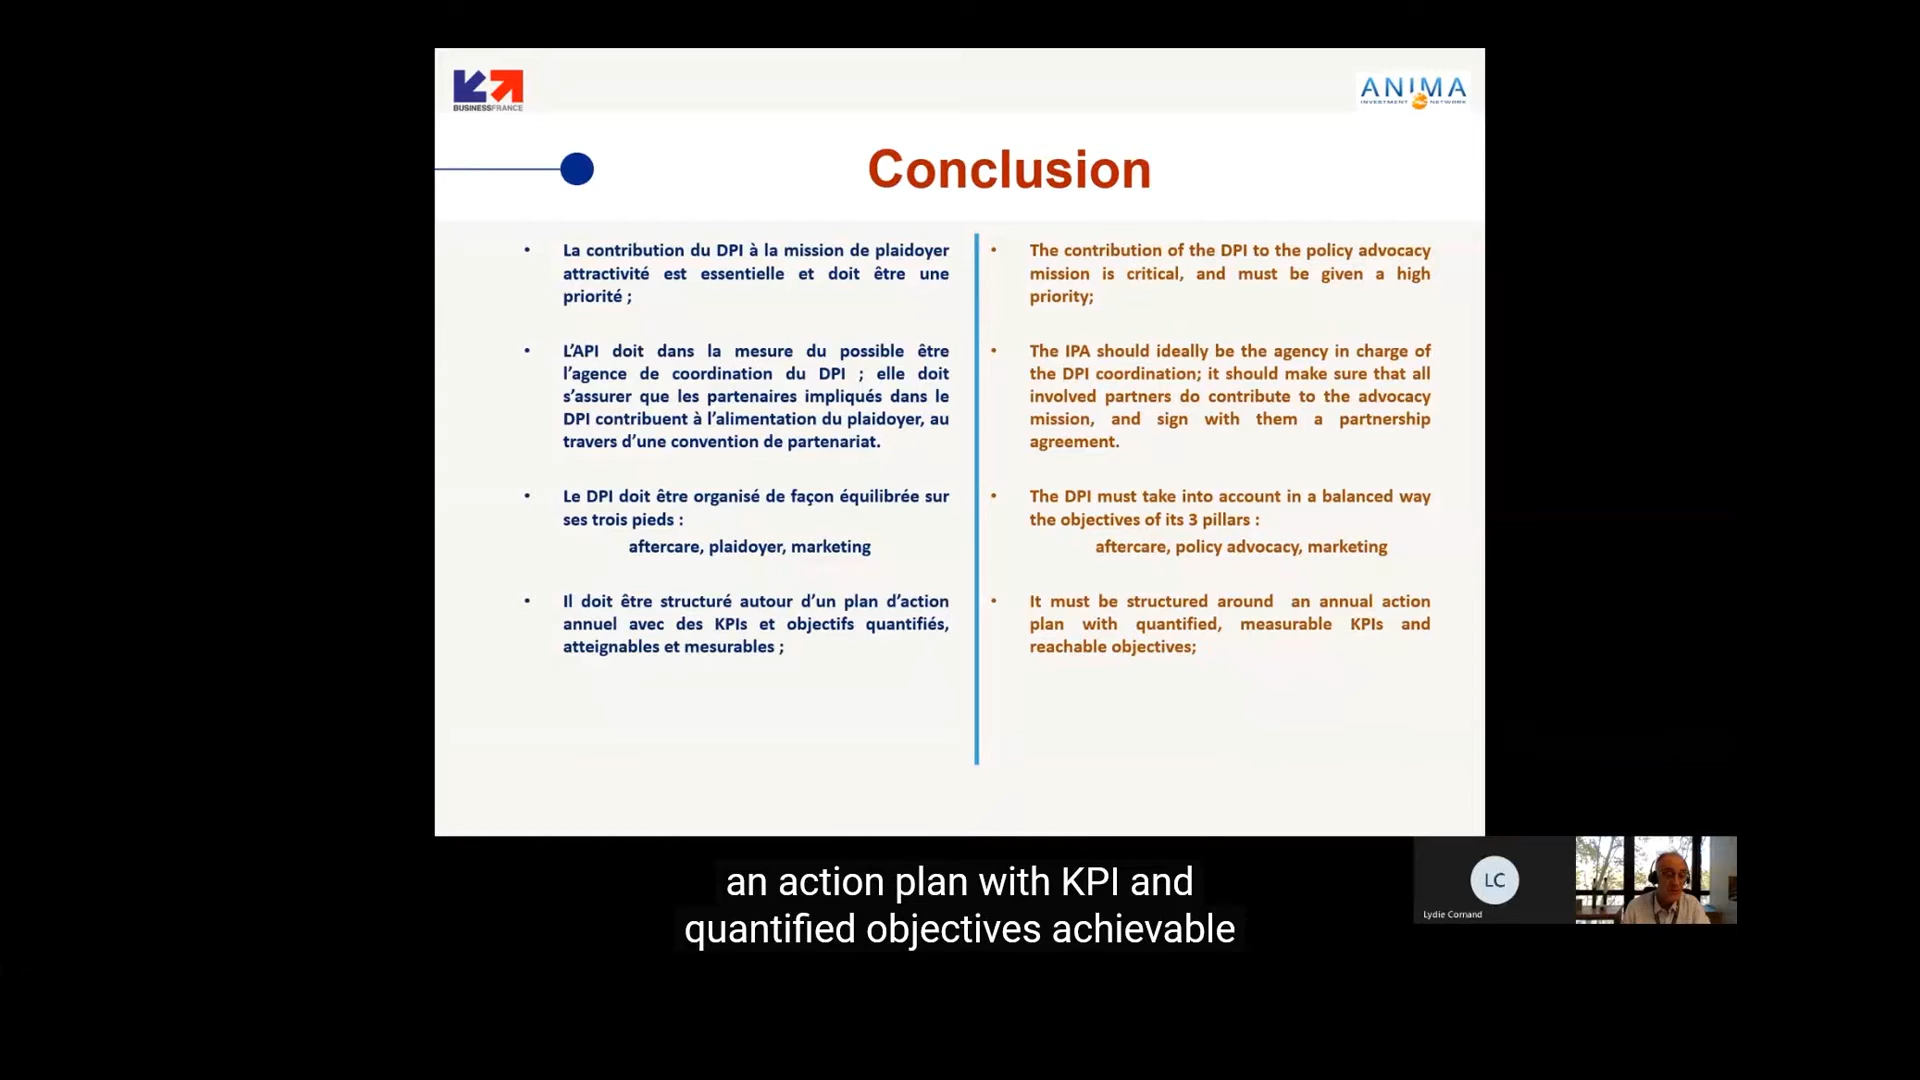 BUSINESSFRANCE
ANIMA
INVESTMENT NETWORK
Conclusion
• La contribution du DPI à la mission de plaidoyer
attractivité est essentielle et doit être une
priorité ;
• L’API doit dans la mesure du possible être
l’agence de coordination du DPI ; elle doit
s’assurer que les partenaires impliqués dans le
DPI contribuent à l’alimentation du plaidoyer, au
travers d’une convention de partenariat.
• Le DPI doit être organisé de façon équilibrée sur
ses trois pieds :
aftercare, plaidoyer, marketing
• Il doit être structuré autour d’un plan d’action
annuel avec des KPIs et objectifs quantifiés,
atteignables et mesurables ;
• The contribution of the DPI to the policy advocacy
mission is critical, and must be given a high
priority;
• The IPA should ideally be the agency in charge of
the DPI coordination; it should make sure that all
involved partners do contribute to the advocacy
mission, and sign with them a partnership
agreement.
• The DPI must take into account in a balanced way
the objectives of its 3 pillars :
aftercare, policy advocacy, marketing
• It must be structured around an annual action
plan with quantified, measurable KPIs and
reachable objectives;
LC
Lydie Cornand
an action plan with KPI and
quantified objectives achievable